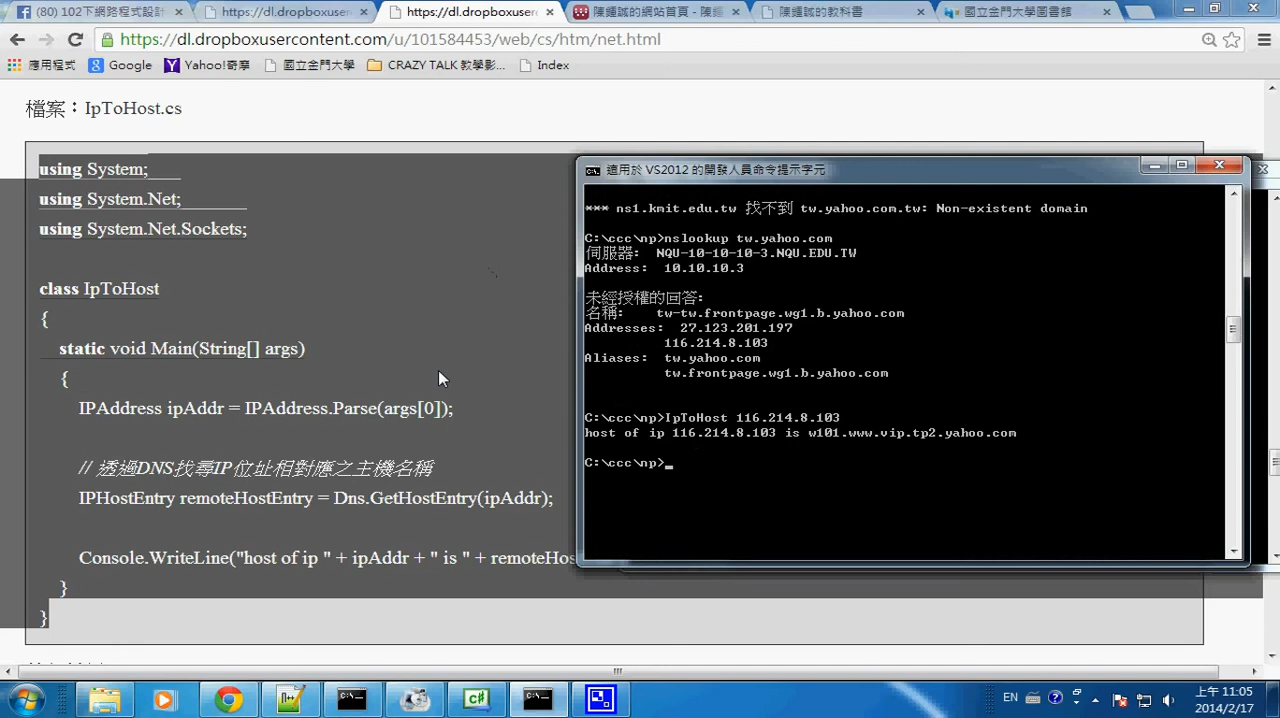 (80) 102下網路程式設計
https://dl.dropboxuser
https://dl.dropboxuser
陳鍾誠的網站首頁 - 陳鍾
陳鍾誠的教科書
國立金門大學圖書館
https://dl.dropboxusercontent.com/u/101584453/web/cs/htm/net.html
應用程式
Google
Yahoo!奇摩
國立金門大學
CRAZY TALK 教學影...
Index
檔案：IpToHost.cs
using System;
using System.Net;
using System.Net.Sockets;
class IpToHost
{
static void Main(String[] args)
{
IPAddress ipAddr = IPAddress.Parse(args[0]);
// 透過DNS找尋IP位址相對應之主機名稱
IPHostEntry remoteHostEntry = Dns.GetHostEntry(ipAddr);
Console.WriteLine("host of ip " + ipAddr + " is " + remoteHos
}
}
適用於 VS2012 的開發人員命令提示字元
*** ns1.kmit.edu.tw 找不到 tw.yahoo.com.tw: Non-existent domain
C:\ccc\np>nslookup tw.yahoo.com
伺服器:  NQU-10-10-10-3.NQU.EDU.TW
Address:  10.10.10.3
未經授權的回答:
名稱:    tw-tw.frontpage.wg1.b.yahoo.com
Addresses:  27.123.201.197
116.214.8.103
Aliases:  tw.yahoo.com
tw.frontpage.wg1.b.yahoo.com
C:\ccc\np>IpToHost 116.214.8.103
host of ip 116.214.8.103 is w101.www.vip.tp2.yahoo.com
C:\ccc\np>_
EN
上午 11:05
2014/2/17